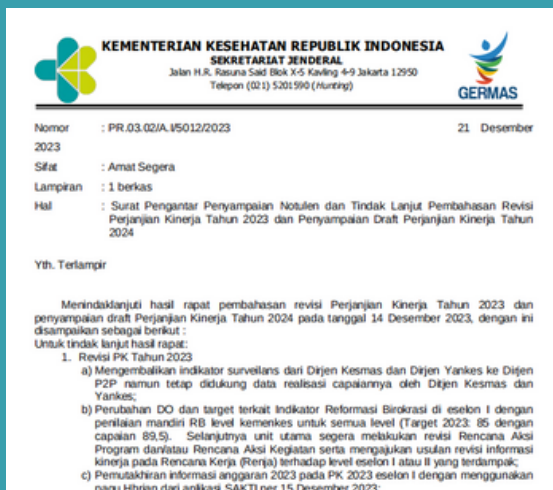 KEMENTERIAN KESEHATAN REPUBLIK INDONESIA
SEKRETARIAT JENDERAL
Jalan H.R. Rasuna Said Blok X-5 Kavling 4-9 Jakarta 12950
Telepon (021) 5201590 (Hunting)
GERMAS
Nomor : PR.03.02/A.I/5012/2023 21 Desember
2023
Sifat : Amat Segera
Lampiran : 1 berkas
Hal : Surat Pengantar Penyampaian Notulen dan Tindak Lanjut Pembahasan Revisi
Perjanjian Kinerja Tahun 2023 dan Penyampaian Draft Perjanjian Kinerja Tahun
2024
Yth. Terlampir
Menindaklanjuti hasil rapat pembahasan revisi Perjanjian Kinerja Tahun 2023 dan
penyampaian draft Perjanjian Kinerja Tahun 2024 pada tanggal 14 Desember 2023, dengan ini
disampaikan sebagai berikut :
Untuk tindak lanjut hasil rapat:
1. Revisi PK Tahun 2023
a) Mengembalikan indikator surveilans dari Dirjen Kesmas dan Dirjen Yankes ke Dirjen
P2P namun tetap didukung data realisasi capaiannya oleh Ditjen Kesmas dan
Yankes;
b) Perubahan DO dan target terkait Indikator Reformasi Birokrasi di eselon I dengan
penilaian mandiri RB level kemenkes untuk semua level (Target 2023: 85 dengan
capaian 89,5). Selanjutnya unit utama segera melakukan revisi Rencana Aksi
Program dan/atau Rencana Aksi Kegiatan serta mengajukan usulan revisi informasi
kinerja pada Rencana Kerja (Renja) terhadap level eselon I atau II yang terdampak;
c) Pemutakhiran informasi anggaran 2023 pada PK 2023 eselon I dengan menggunakan
pagu Harian dari aplikasi SAKTI per 15 Desember 2023;